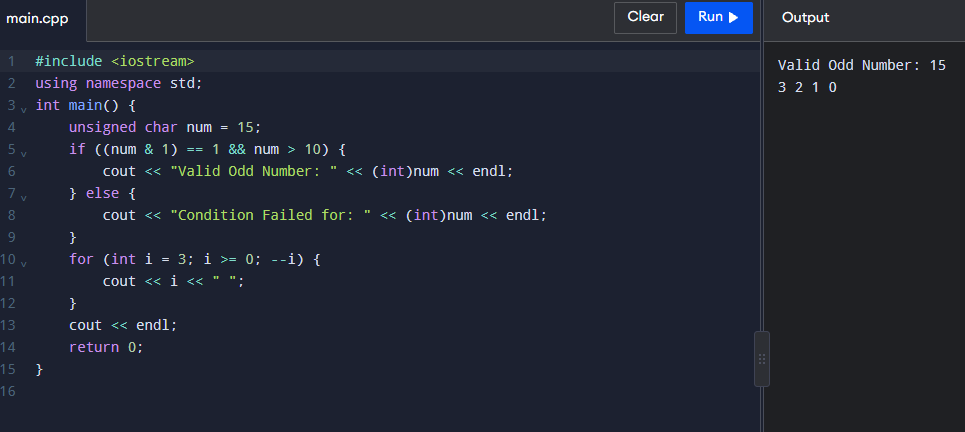 main.cpp
Clear
Run
Output
1 #include <iostream>
2 using namespace std;
3 int main() {
4     unsigned char num = 15;
5     if ((num & 1) == 1 && num > 10) {
6         cout << "Valid Odd Number: " << (int)num << endl;
7     } else {
8         cout << "Condition Failed for: " << (int)num << endl;
9     }
10     for (int i = 3; i >= 0; --i) {
11         cout << i << " ";
12     }
13     cout << endl;
14     return 0;
15 }
16
Valid Odd Number: 15
3 2 1 0